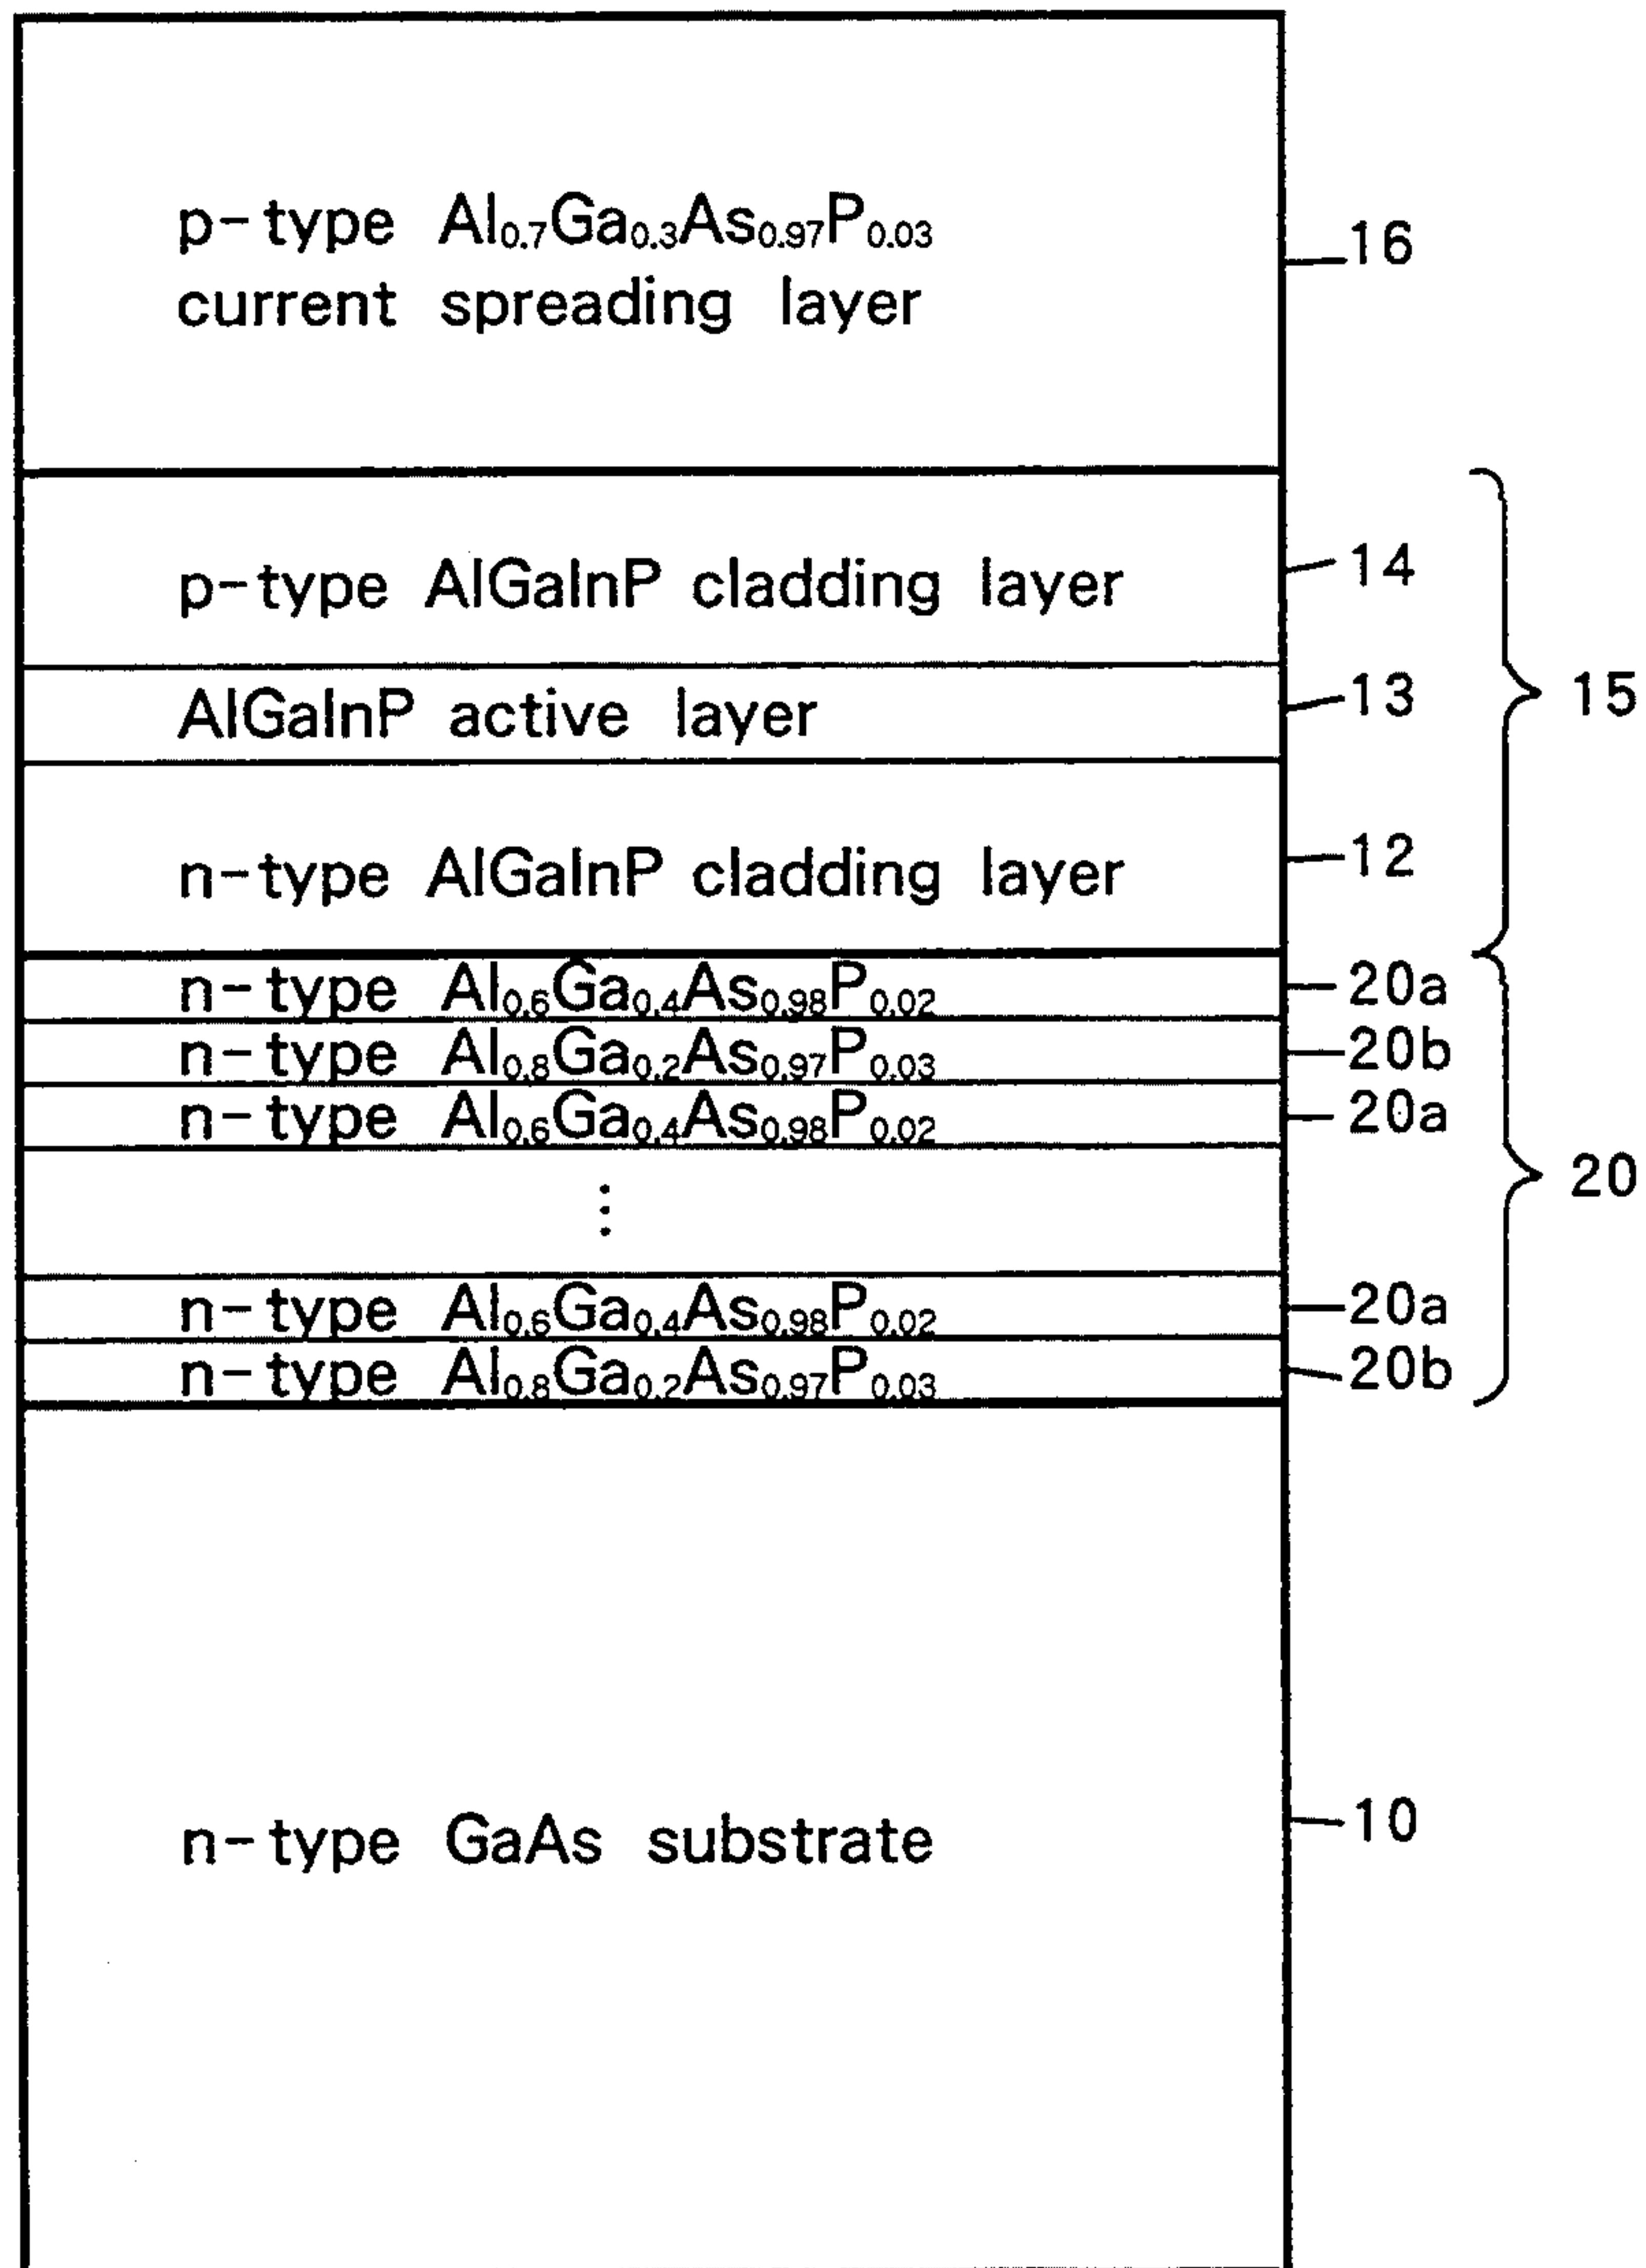 p-type Al0.7Ga0.3As0.97P0.03 16
current spreading layer
p-type AlGaInP cladding layer 14
AlGaInP active layer 13 15
n-type AlGaInP cladding layer 12
n-type Al0.6Ga0.4As0.98P0.02 20a
n-type Al0.8Ga0.2As0.97P0.03 20b
n-type Al0.6Ga0.4As0.98P0.02 20a
20
n-type Al0.6Ga0.4As0.98P0.02 20a
n-type Al0.8Ga0.2As0.97P0.03 20b
n-type GaAs substrate 10